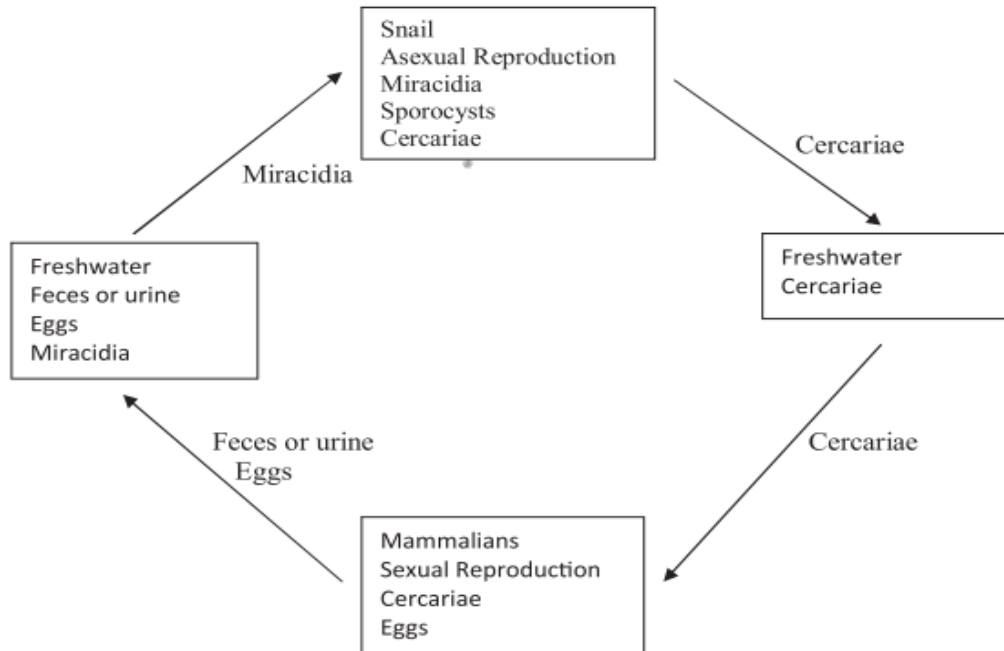 Snail
Asexual Reproduction
Miracidia
Sporocysts
Cercariae
Cercariae
Freshwater
Cercariae
Cercariae
Mammalians
Sexual Reproduction
Cercariae
Eggs
Feces or urine
Eggs
Freshwater
Feces or urine
Eggs
Miracidia
Miracidia